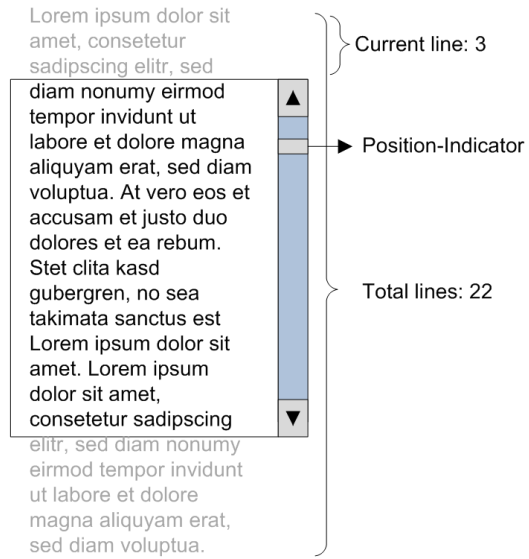 Lorem ipsum dolor sit
amet, consetetur
sadipscing elitr, sed
Current line: 3
diam nonumy eirmod
tempor invidunt ut
labore et dolore magna
Position-Indicator
aliquyam erat, sed diam
voluptua. At vero eos et
accusam et justo duo
dolores et ea rebum.
Stet clita kasd
gubergren, no sea
Total lines: 22
takimata sanctus est
Lorem ipsum dolor sit
amet. Lorem ipsum
dolor sit amet,
consetetur sadipscing
elitr, sed diam nonumy
eirmod tempor invidunt
ut labore et dolore
magna aliquyam erat,
sed diam voluptua.